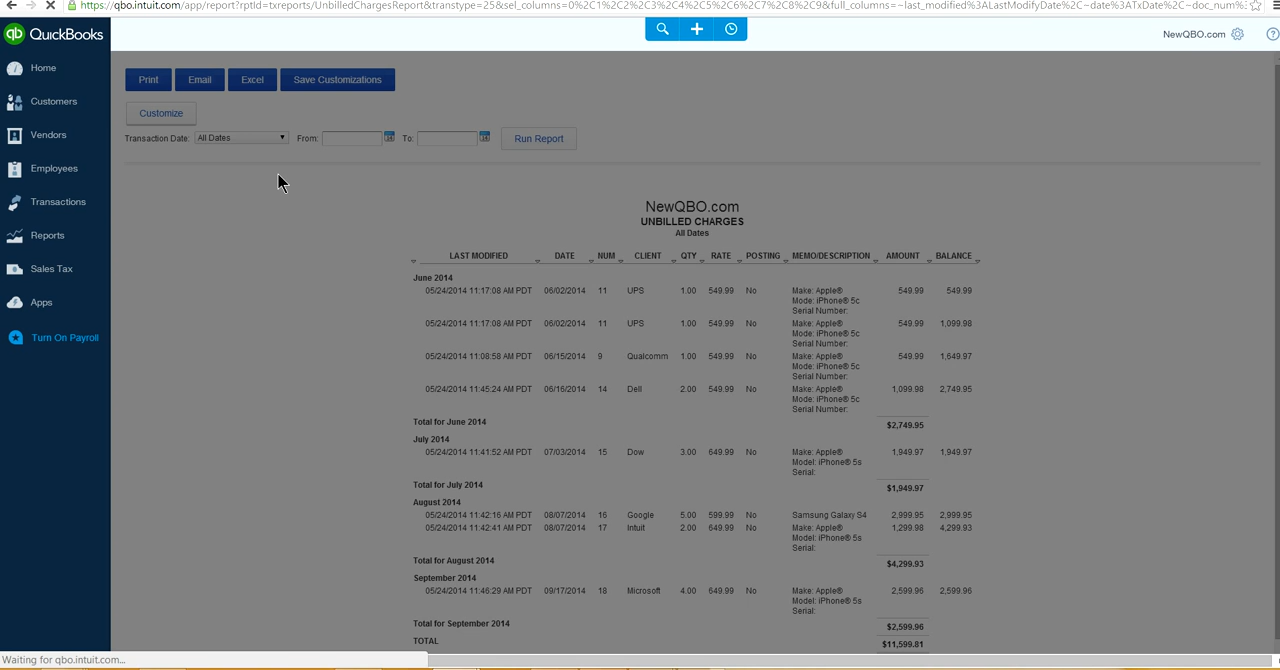 https://qbo.intuit.com/app/report?rptId=txreports/UnbilledChargesReport&transtype=25&sel_columns=0%2C1%2C2%2C3%2C4%2C5%2C6%2C7%2C8%2C9&full_columns=~last_modified%3ALastModifyDate%2C~date%3ATxDate%2C~doc_num%:
qb QuickBooks
NewQBO.com
Home
Customers
Vendors
Employees
Transactions
Reports
Sales Tax
Apps
Turn On Payroll
Print Email Excel Save Customizations
Customize
Transaction Date: All Dates From: To: Run Report
NewQBO.com
UNBILLED CHARGES
All Dates
LAST MODIFIED DATE NUM CLIENT QTY RATE POSTING MEMO/DESCRIPTION AMOUNT BALANCE
June 2014
05/24/2014 11:17:08 AM PDT 06/02/2014 11 UPS 1.00 549.99 No Make: Apple® 549.99 549.99
Mode: iPhone® 5c
Serial Number:
05/24/2014 11:17:08 AM PDT 06/02/2014 11 UPS 1.00 549.99 No Make: Apple® 549.99 1,099.98
Mode: iPhone® 5c
Serial Number:
05/24/2014 11:08:58 AM PDT 06/15/2014 9 Qualcomm 1.00 549.99 No Make: Apple® 549.99 1,649.97
Mode: iPhone® 5c
Serial Number:
05/24/2014 11:45:24 AM PDT 06/16/2014 14 Dell 2.00 549.99 No Make: Apple® 1,099.98 2,749.95
Mode: iPhone® 5c
Serial Number:
Total for June 2014 $2,749.95
July 2014
05/24/2014 11:41:52 AM PDT 07/03/2014 15 Dow 3.00 649.99 No Make: Apple® 1,949.97 1,949.97
Model: iPhone® 5s
Serial:
Total for July 2014 $1,949.97
August 2014
05/24/2014 11:42:16 AM PDT 08/07/2014 16 Google 5.00 599.99 No Samsung Galaxy S4 2,999.95 2,999.95
05/24/2014 11:42:41 AM PDT 08/07/2014 17 Intuit 2.00 649.99 No Make: Apple® 1,299.98 4,299.93
Model: iPhone® 5s
Serial:
Total for August 2014 $4,299.93
September 2014
05/24/2014 11:46:29 AM PDT 09/17/2014 18 Microsoft 4.00 649.99 No Make: Apple® 2,599.96 2,599.96
Model: iPhone® 5s
Serial:
Total for September 2014 $2,599.96
TOTAL $11,599.81
Waiting for qbo.intuit.com...